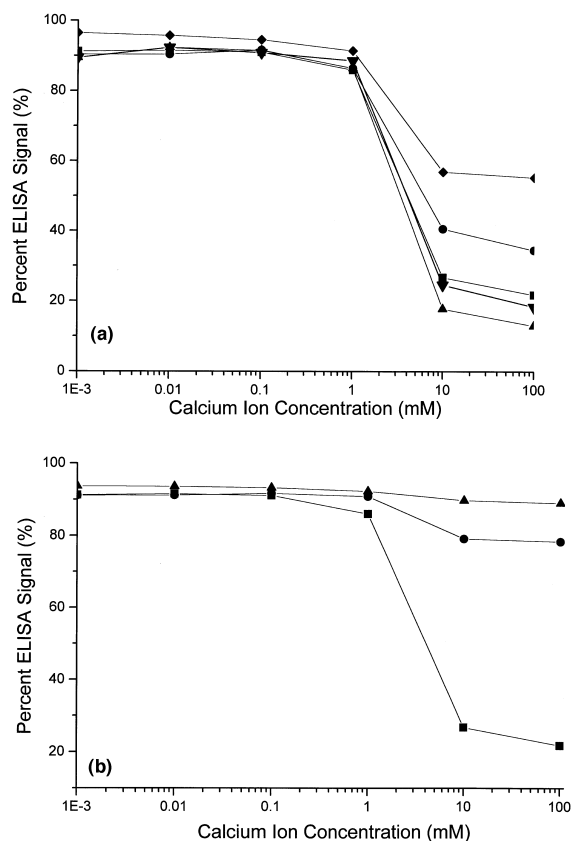 100
80
60
40
20
0
Percent ELISA Signal (%)
(a)
1E-3 0.01 0.1 1 10 100
Calcium Ion Concentration (mM)
100
80
60
40
20
Percent ELISA Signal (%)
(b)
1E-3 0.01 0.1 1 10 100
Calcium Ion Concentration (mM)